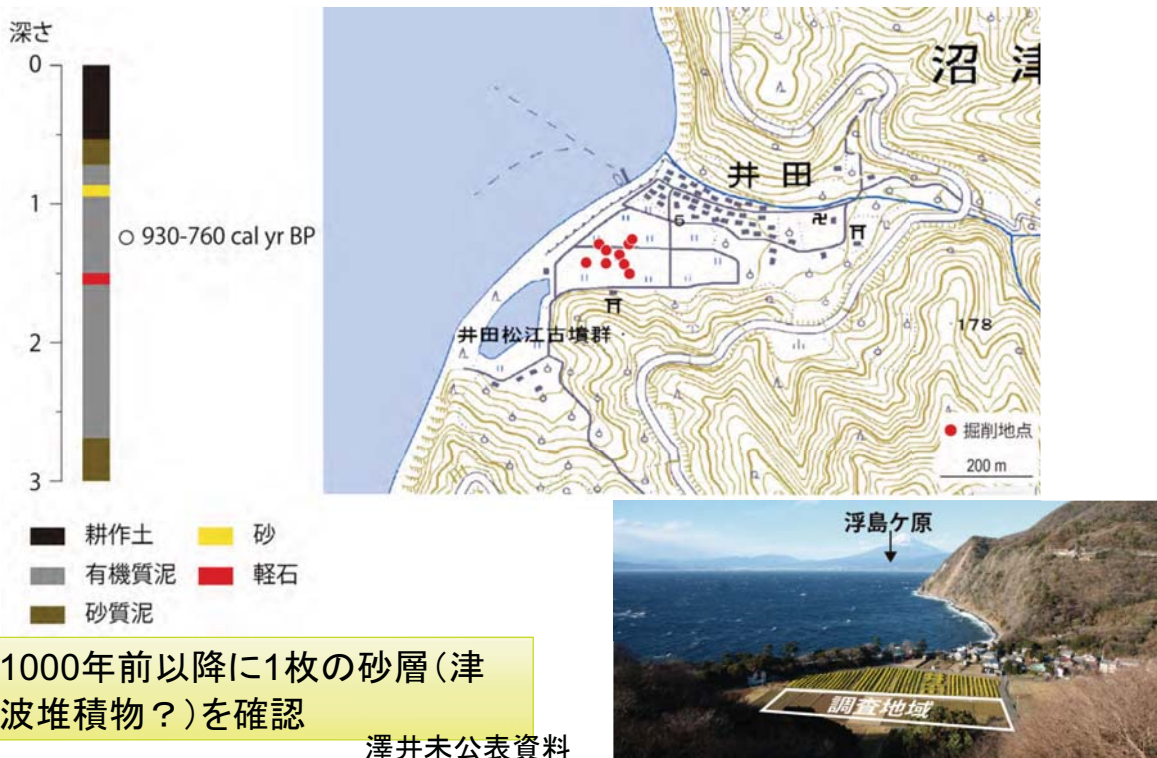 深さ
0
1
○ 930-760 cal yr BP
2
3
耕作土
砂
有機質泥
軽石
砂質泥
沼 津
井 田
井田松江古墳群
178
掘削地点
200 m
浮島ケ原
調査地域
1000年前以降に1枚の砂層（津
波堆積物？）を確認
澤井未公表資料